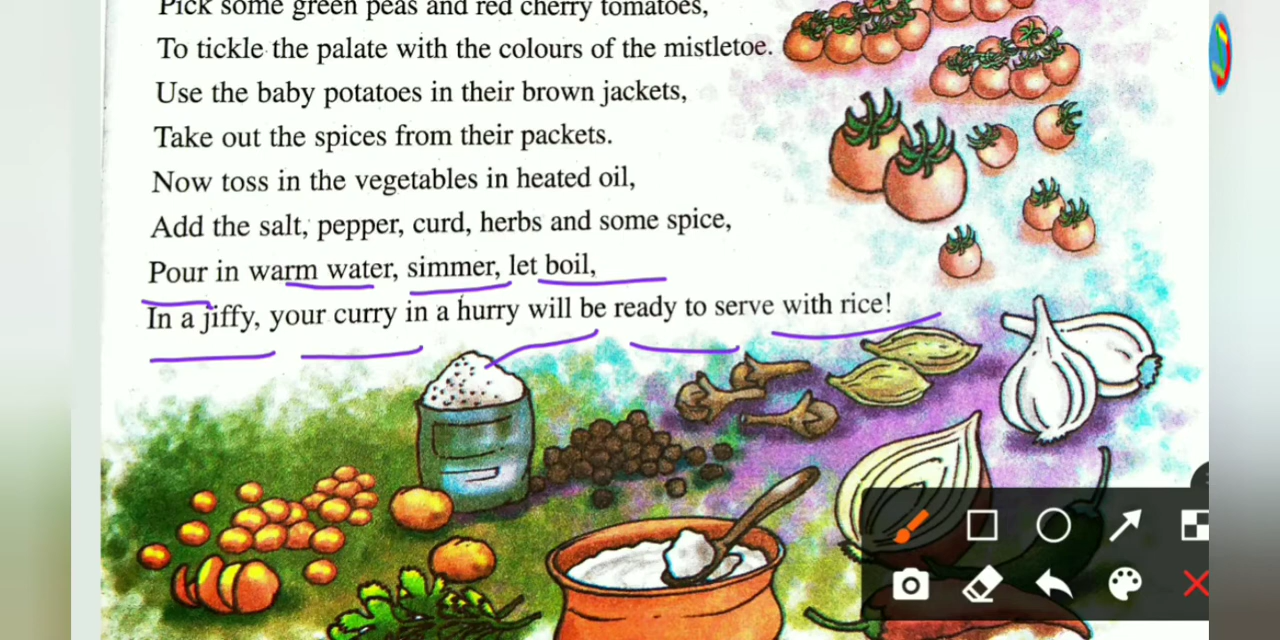 Pick some green peas and red cherry tomatoes,
To tickle the palate with the colours of the mistletoe.
Use the baby potatoes in their brown jackets,
Take out the spices from their packets.
Now toss in the vegetables in heated oil,
Add the salt, pepper, curd, herbs and some spice,
Pour in warm water, simmer, let boil,
In a jiffy, your curry in a hurry will be ready to serve with rice!